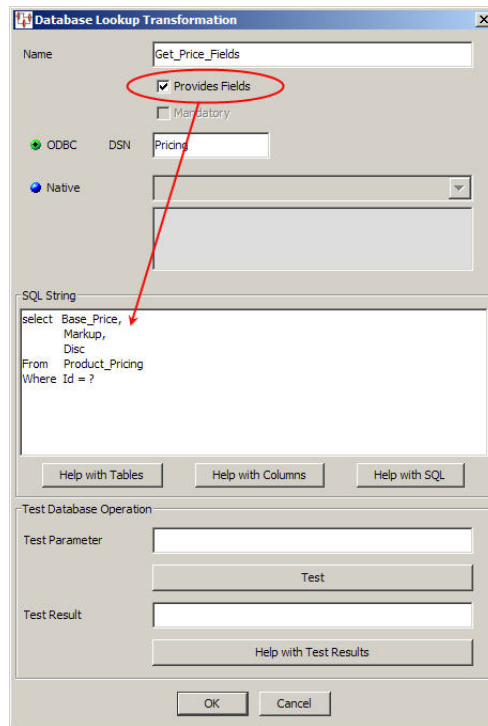 Database Lookup Transformation
Name Get_Price_Fields
Provides Fields
Mandatory
ODBC DSN Pricing
Native
SQL String
select Base_Price,
Markup,
Disc
From Product_Pricing
Where Id = ?
Help with Tables Help with Columns Help with SQL
Test Database Operation
Test Parameter
Test
Test Result
Help with Test Results
OK Cancel